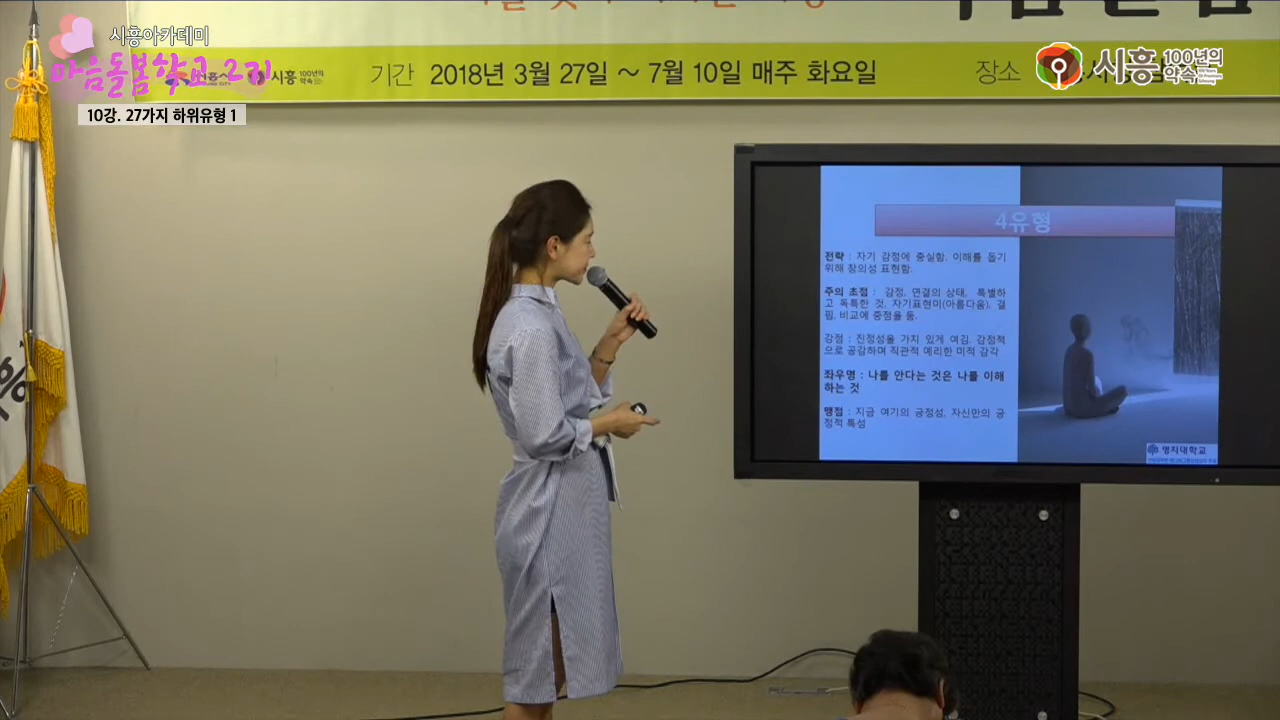 시흥아카데미
마음돌봄학교 2기
10강. 27가지 하위유형 1
시흥 100년의 약속
기간 2018년 3월 27일 ~ 7월 10일 매주 화요일
장소
시흥 100년의 약속
4유형
전략 : 자기 감정에 충실함. 이해를 돕기
위해 창의성 표현함.
주의 초점 : 감정, 연결의 상태, 특별하
고 독특한 것, 자기표현미(아름다움), 결
핍, 비교에 중점을 둠.
강점 : 진정성을 가치 있게 여김. 감정적
으로 공감하며 직관적 예리한 미적 감각
좌우명 : 나를 안다는 것은 나를 이해
하는 것
맹점 : 지금 여기의 긍정성, 자신만의 긍
정적 특성
명지대학교